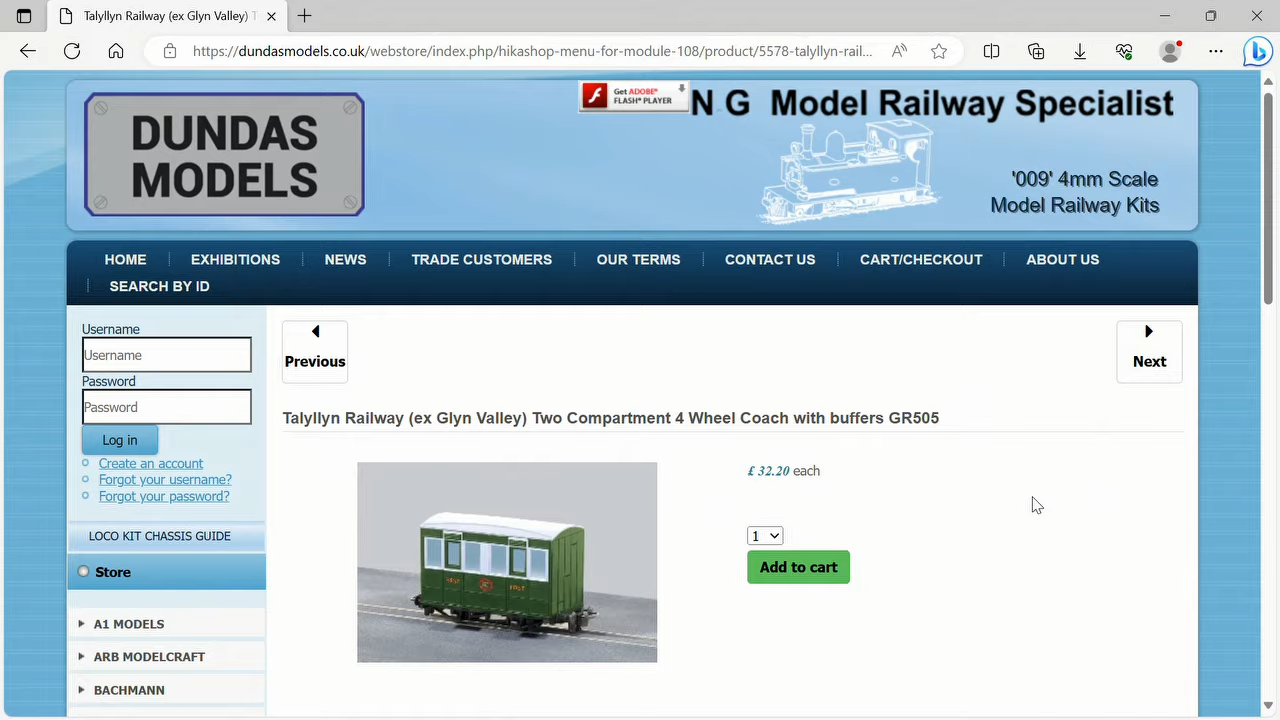 Talyllyn Railway (ex Glyn Valley) T
https://dundasmodels.co.uk/webstore/index.php/hikashop-menu-for-module-108/product/5578-talyllyn-rail...
DUNDAS
MODELS
Get ADOBE®
FLASH® PLAYER
N G Model Railway Specialist
'009' 4mm Scale
Model Railway Kits
HOME
EXHIBITIONS
NEWS
TRADE CUSTOMERS
OUR TERMS
CONTACT US
CART/CHECKOUT
ABOUT US
SEARCH BY ID
Username
Username
Password
Password
Log in
Create an account
Forgot your username?
Forgot your password?
LOCO KIT CHASSIS GUIDE
Store
A1 MODELS
ARB MODELCRAFT
BACHMANN
Previous
Next
Talyllyn Railway (ex Glyn Valley) Two Compartment 4 Wheel Coach with buffers GR505
£ 32.20 each
1
Add to cart